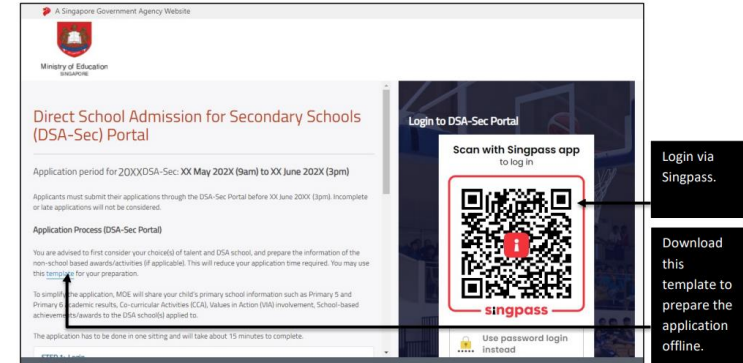 A Singapore Government Agency Website
Ministry of Education
SINGAPORE
Direct School Admission for Secondary Schools
(DSA-Sec) Portal
Application period for 20XXDSA-Sec: XX May 202X (9am) to XX June 202X (3pm)
Applicants must submit their applications through the DSA-Sec Portal before XX June 20XX (3pm). Incomplete
or late applications will not be considered.
Application Process (DSA-Sec Portal)
You are advised to first consider your choice(s) of talent and DSA school, and prepare the information of the
non-school based awards/activities (if applicable). This will reduce your application time required. You may use
this template for your preparation.
To simplify the application, MOE will share your child's primary school information such as Primary 5 and
Primary 6 academic results, Co-curricular Activities (CCA), Values in Action (VIA) involvement, School-based
achievements/awards to the DSA school(s) applied to.
The application has to be done in one sitting and will take about 15 minutes to complete.
STEP 1: Login
Login to DSA-Sec Portal
Scan with Singpass app
to log in
singpass
Use password login
instead
Login via
Singpass.
Download
this
template to
prepare the
application
offline.